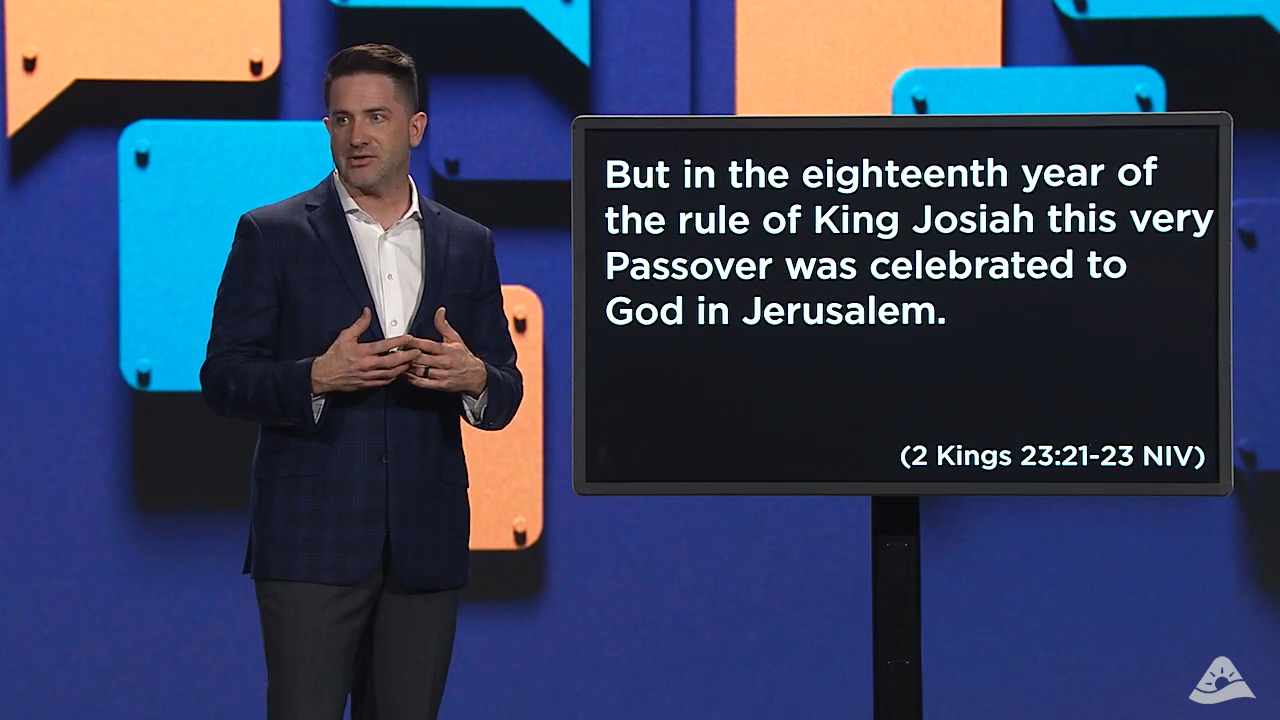 But in the eighteenth year of
the rule of King Josiah this very
Passover was celebrated to
God in Jerusalem.
(2 Kings 23:21-23 NIV)